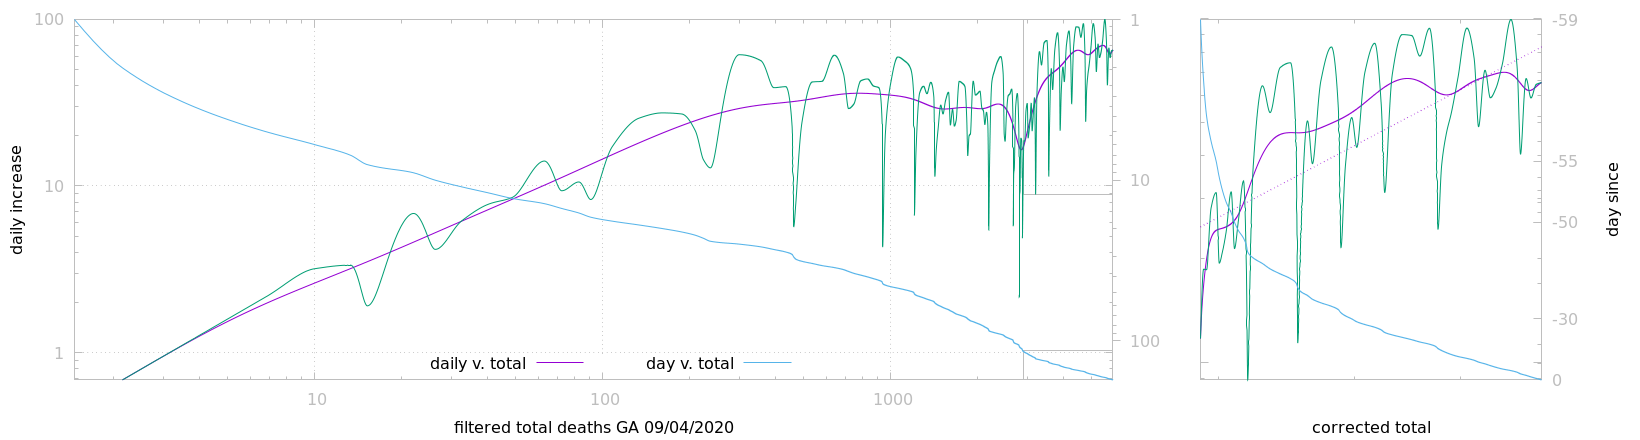 100
10
1
daily increase
10
100
1000
filtered total deaths GA 09/04/2020
daily v. total
day v. total
1
10
100
-59
-55
-50
-30
0
day since
corrected total